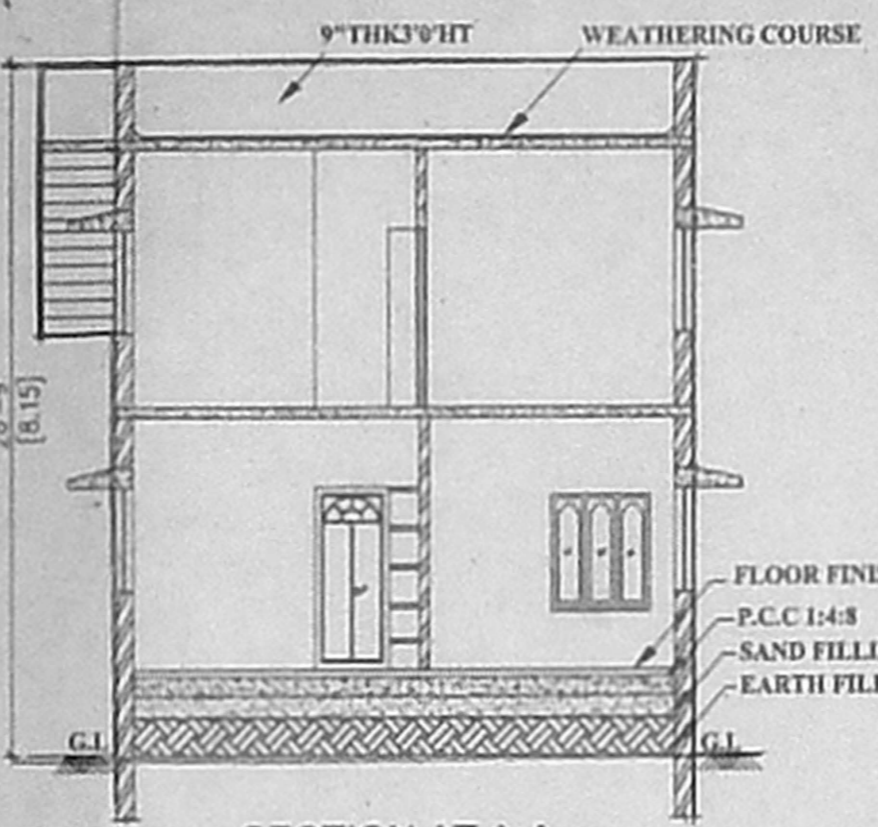 9"THK3'0'HT
WEATHERING COURSE
[8.15]
FLOOR FINI
P.C.C 1:4:8
SAND FILLI
EARTH FILI
G.L
G.L